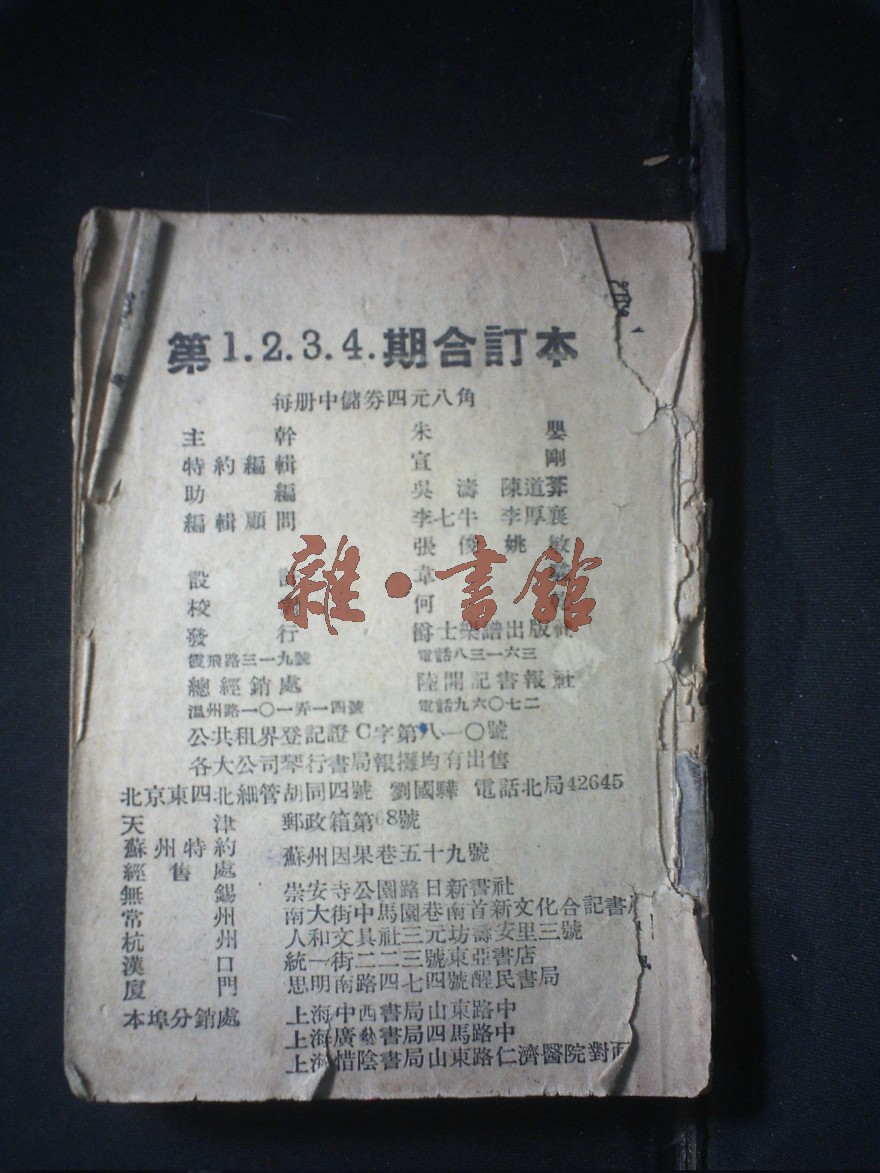 第1.2.3.4.期合訂本
每册中儲劵四元八角
主幹 朱嬰
特約編輯 宣剛
助編 吳濤 陳道
編輯顧問 李七牛 李厚襄
張俊 姚敏
設 韋
校 何
發行 爵士樂譜出版社
霞飛路三一九號 電話八三一六三
總經銷處 陸開記書報社
溫州路一〇一弄一四號 電話九六〇七二
公共租界登記證C字第八一〇號
各大公司琴行書局報攤均有出售
北京東四北細管胡同四號 劉國驊 電話北局42645
天津 郵政箱第68號
蘇州特約經售處 蘇州因果巷五十九號
無錫 崇安寺公園路日新書社
常州 南大街中馬園巷南首新文化合記書
杭州 人和文具社三元坊壽安里三號
漢口 統一街二二三號東亞書店
廈門 思明南路四七四號醒民書局
本埠分銷處 上海中西書局山東路中
上海廣藝書局四馬路中
上海惜陰書局山東路仁濟醫院對面
雜·書館